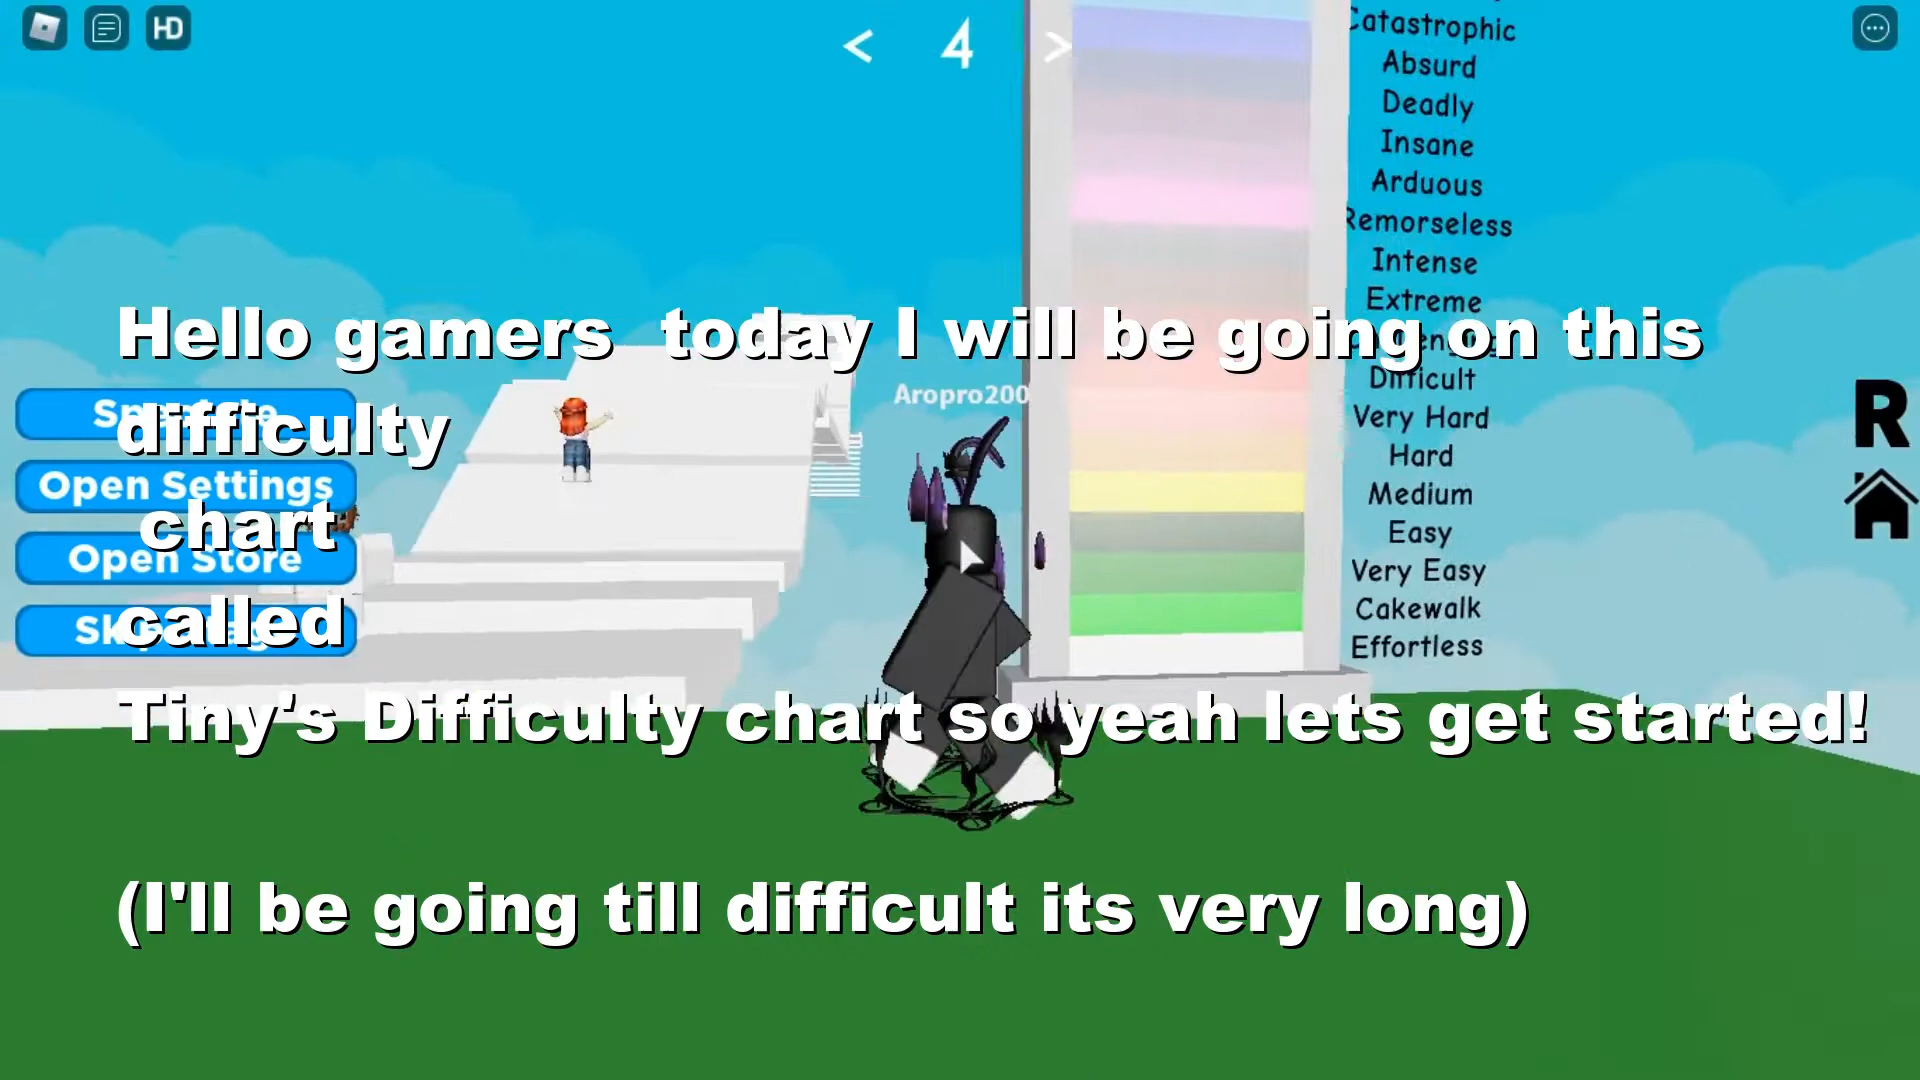 HD
< 4 >
Catastrophic
Absurd
Deadly
Insane
Arduous
Remorseless
Intense
Extreme
Difficult
Very Hard
Hard
Medium
Easy
Very Easy
Cakewalk
Effortless
Aropro200
R
Open Settings
Open Store
Hello gamers  today I will be going on this
difficulty
chart
called
Tiny's Difficulty chart so yeah lets get started!
(I'll be going till difficult its very long)